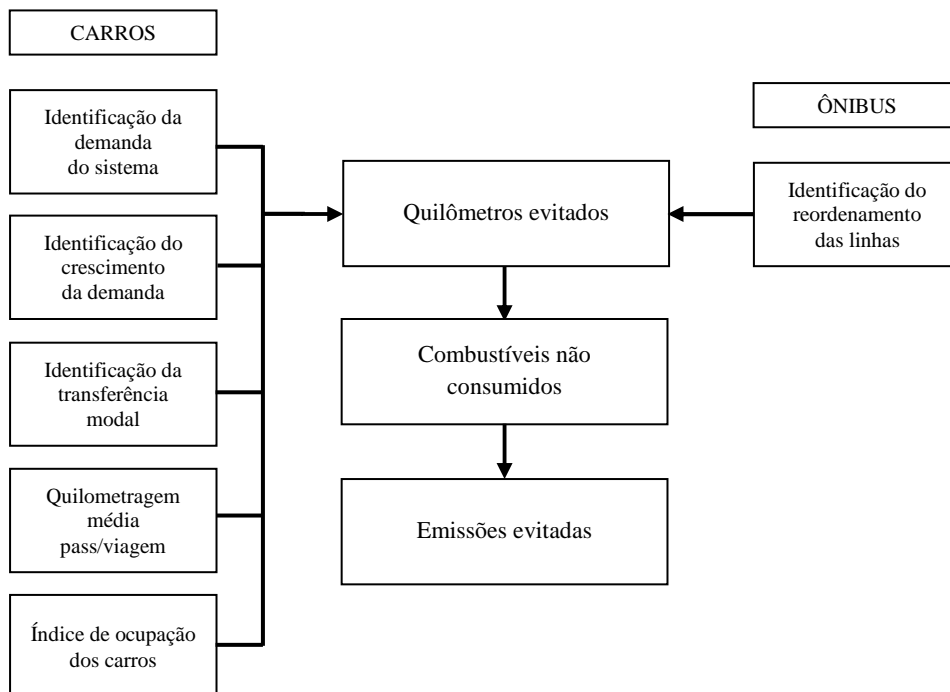 CARROS
Identificação da
demanda
do sistema
Identificação do
crescimento
da demanda
Identificação da
transferência
modal
Quilometragem
média
pass/viagem
Índice de ocupação
dos carros
Quilômetros evitados
Combustíveis não
consumidos
Emissões evitadas
ÔNIBUS
Identificação do
reordenamento
das linhas